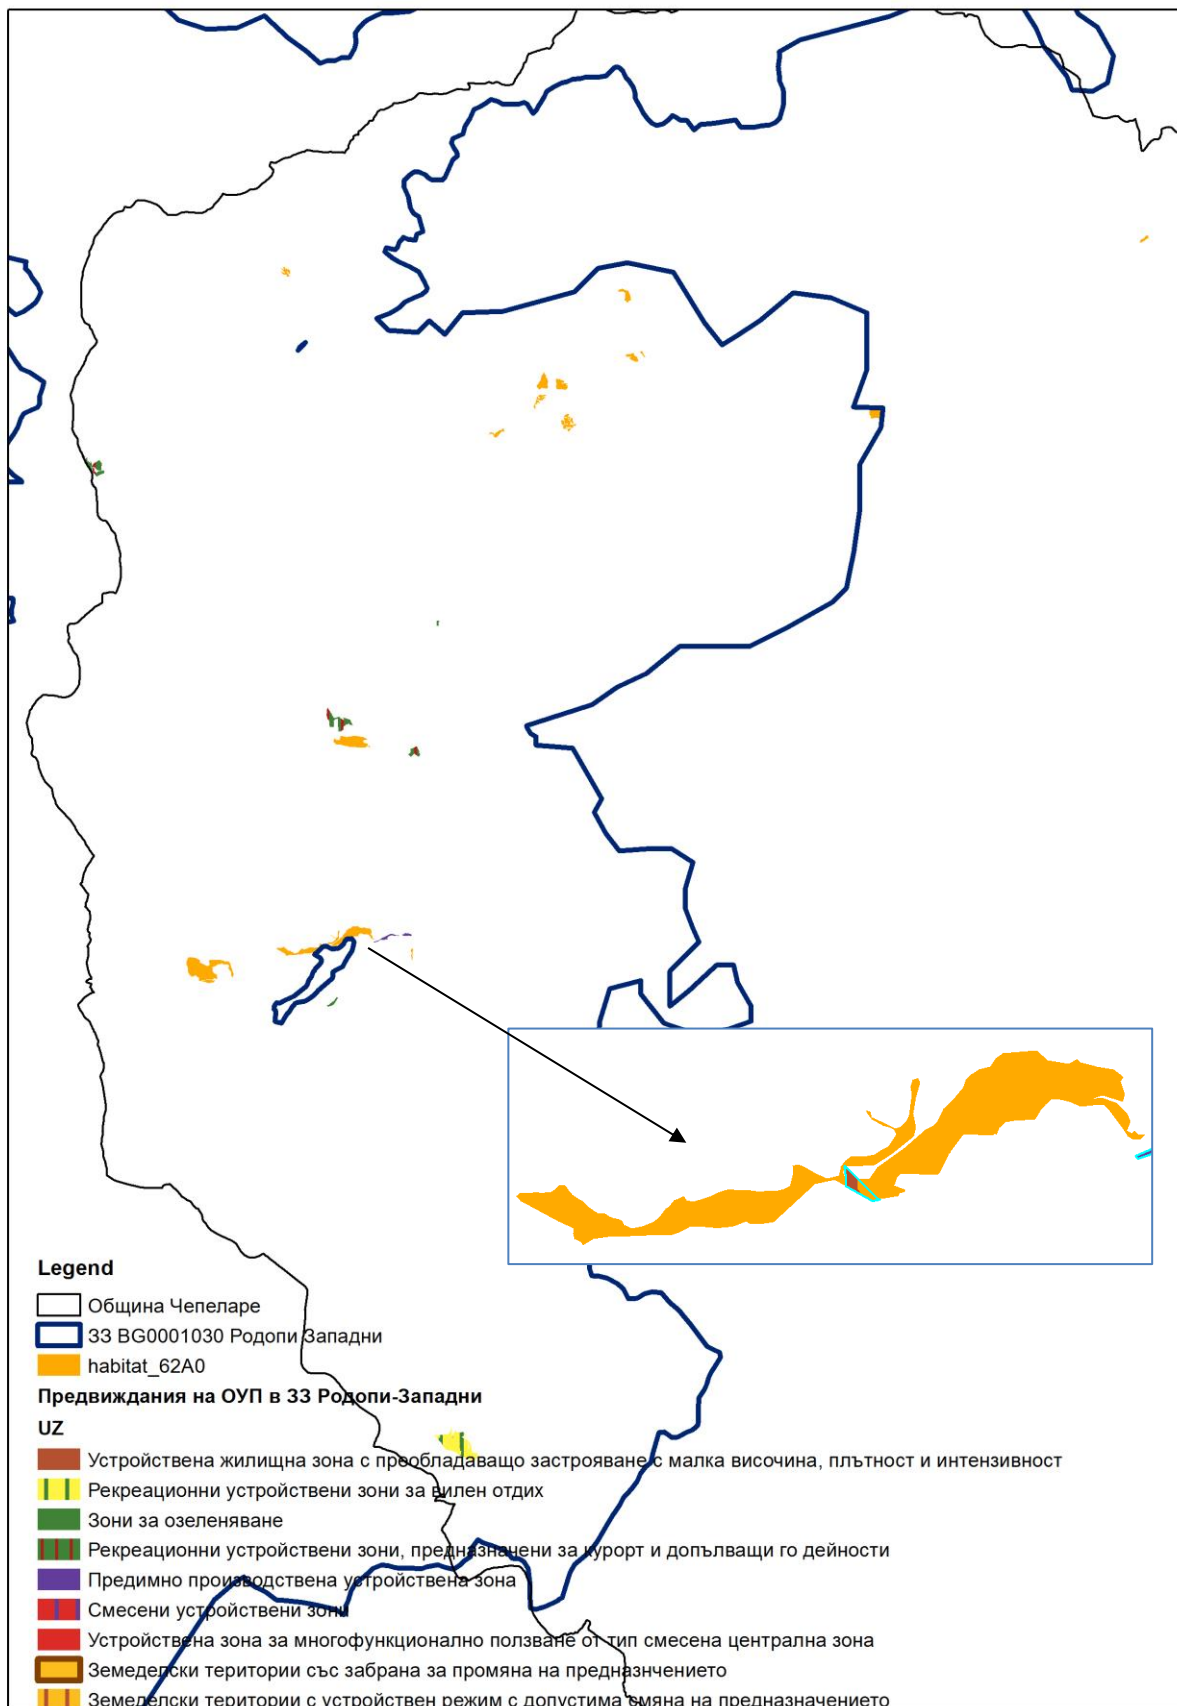 Legend
Община Чепеларе
ЗЗ BG0001030 Родопи Западни
habitat_62A0
Предвиждания на ОУП в ЗЗ Родопи-Западни
UZ
Устройствена жилищна зона с преобладаващо застрояване с малка височина, плътност и интензивност
Рекреационни устройствени зони за вилен отдих
Зони за озеленяване
Рекреационни устройствени зони, предназначени за курорт и допълващи го дейности
Предимно производствена устройствена зона
Смесени устройствени зони
Устройствена зона за многофункционално ползване от тип смесена централна зона
Земеделски територии със забрана за промяна на предназнчението
Земеделски територии с устройствен режим с допустима смяна на предназначението